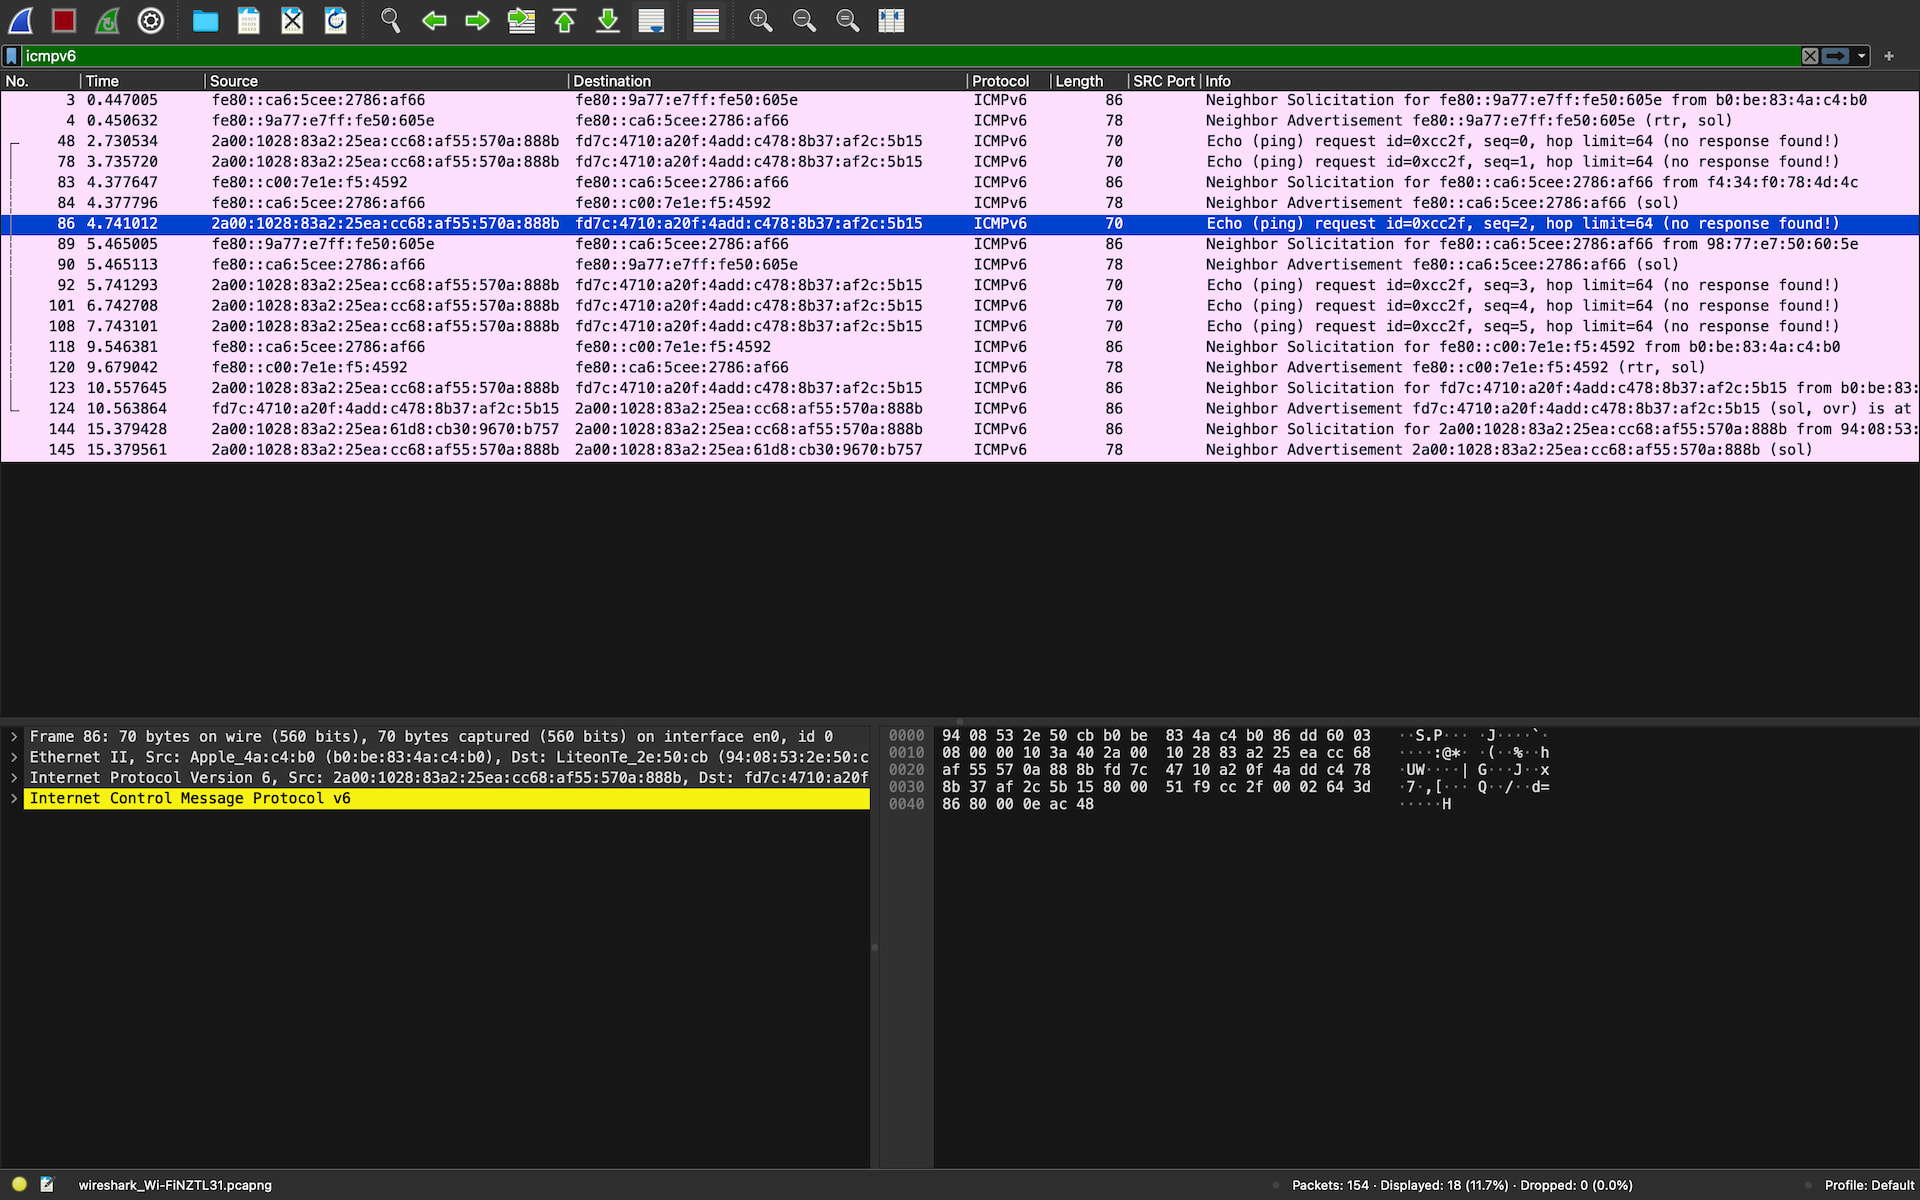 icmpv6
No. Time Source Destination Protocol Length SRC Port Info
3 0.447005 fe80::ca6:5cee:2786:af66 fe80::9a77:e7ff:fe50:605e ICMPv6 86 Neighbor Solicitation for fe80::9a77:e7ff:fe50:605e from b0:be:83:4a:c4:b0
4 0.450632 fe80::9a77:e7ff:fe50:605e fe80::ca6:5cee:2786:af66 ICMPv6 78 Neighbor Advertisement fe80::9a77:e7ff:fe50:605e (rtr, sol)
48 2.730534 2a00:1028:83a2:25ea:cc68:af55:570a:888b fd7c:4710:a20f:4add:c478:8b37:af2c:5b15 ICMPv6 70 Echo (ping) request id=0xcc2f, seq=0, hop limit=64 (no response found!)
78 3.735720 2a00:1028:83a2:25ea:cc68:af55:570a:888b fd7c:4710:a20f:4add:c478:8b37:af2c:5b15 ICMPv6 70 Echo (ping) request id=0xcc2f, seq=1, hop limit=64 (no response found!)
83 4.377647 fe80::c00:7e1e:f5:4592 fe80::ca6:5cee:2786:af66 ICMPv6 86 Neighbor Solicitation for fe80::ca6:5cee:2786:af66 from f4:34:f0:78:4d:4c
84 4.377796 fe80::ca6:5cee:2786:af66 fe80::c00:7e1e:f5:4592 ICMPv6 78 Neighbor Advertisement fe80::ca6:5cee:2786:af66 (sol)
86 4.741012 2a00:1028:83a2:25ea:cc68:af55:570a:888b fd7c:4710:a20f:4add:c478:8b37:af2c:5b15 ICMPv6 70 Echo (ping) request id=0xcc2f, seq=2, hop limit=64 (no response found!)
89 5.465005 fe80::9a77:e7ff:fe50:605e fe80::ca6:5cee:2786:af66 ICMPv6 86 Neighbor Solicitation for fe80::ca6:5cee:2786:af66 from 98:77:e7:50:60:5e
90 5.465113 fe80::ca6:5cee:2786:af66 fe80::9a77:e7ff:fe50:605e ICMPv6 78 Neighbor Advertisement fe80::ca6:5cee:2786:af66 (sol)
92 5.741293 2a00:1028:83a2:25ea:cc68:af55:570a:888b fd7c:4710:a20f:4add:c478:8b37:af2c:5b15 ICMPv6 70 Echo (ping) request id=0xcc2f, seq=3, hop limit=64 (no response found!)
101 6.742708 2a00:1028:83a2:25ea:cc68:af55:570a:888b fd7c:4710:a20f:4add:c478:8b37:af2c:5b15 ICMPv6 70 Echo (ping) request id=0xcc2f, seq=4, hop limit=64 (no response found!)
108 7.743101 2a00:1028:83a2:25ea:cc68:af55:570a:888b fd7c:4710:a20f:4add:c478:8b37:af2c:5b15 ICMPv6 70 Echo (ping) request id=0xcc2f, seq=5, hop limit=64 (no response found!)
118 9.546381 fe80::ca6:5cee:2786:af66 fe80::c00:7e1e:f5:4592 ICMPv6 86 Neighbor Solicitation for fe80::c00:7e1e:f5:4592 from b0:be:83:4a:c4:b0
120 9.679042 fe80::c00:7e1e:f5:4592 fe80::ca6:5cee:2786:af66 ICMPv6 78 Neighbor Advertisement fe80::c00:7e1e:f5:4592 (rtr, sol)
123 10.557645 2a00:1028:83a2:25ea:cc68:af55:570a:888b fd7c:4710:a20f:4add:c478:8b37:af2c:5b15 ICMPv6 86 Neighbor Solicitation for fd7c:4710:a20f:4add:c478:8b37:af2c:5b15 from b0:be:83:
124 10.563864 fd7c:4710:a20f:4add:c478:8b37:af2c:5b15 2a00:1028:83a2:25ea:cc68:af55:570a:888b ICMPv6 86 Neighbor Advertisement fd7c:4710:a20f:4add:c478:8b37:af2c:5b15 (sol, ovr) is at
144 15.379428 2a00:1028:83a2:25ea:61d8:cb30:9670:b757 2a00:1028:83a2:25ea:cc68:af55:570a:888b ICMPv6 86 Neighbor Solicitation for 2a00:1028:83a2:25ea:cc68:af55:570a:888b from 94:08:53:
145 15.379561 2a00:1028:83a2:25ea:cc68:af55:570a:888b 2a00:1028:83a2:25ea:61d8:cb30:9670:b757 ICMPv6 78 Neighbor Advertisement 2a00:1028:83a2:25ea:cc68:af55:570a:888b (sol)
Frame 86: 70 bytes on wire (560 bits), 70 bytes captured (560 bits) on interface en0, id 0
Ethernet II, Src: Apple_4a:c4:b0 (b0:be:83:4a:c4:b0), Dst: LiteonTe_2e:50:cb (94:08:53:2e:50:c
Internet Protocol Version 6, Src: 2a00:1028:83a2:25ea:cc68:af55:570a:888b, Dst: fd7c:4710:a20f
Internet Control Message Protocol v6
0000 94 08 53 2e 50 cb b0 be 83 4a c4 b0 86 dd 60 03 ··S.P··· ·J····`·
0010 08 00 00 10 3a 40 2a 00 10 28 83 a2 25 ea cc 68 ····:@*· ·(··%··h
0020 af 55 57 0a 88 8b fd 7c 47 10 a2 0f 4a dd c4 78 ·UW····| G···J··x
0030 8b 37 af 2c 5b 15 80 00 51 f9 cc 2f 00 02 64 3d ·7·,[··· Q··/··d=
0040 86 80 00 0e ac 48 ·····H
wireshark_Wi-FiNZTL31.pcapng Packets: 154 · Displayed: 18 (11.7%) · Dropped: 0 (0.0%) Profile: Default